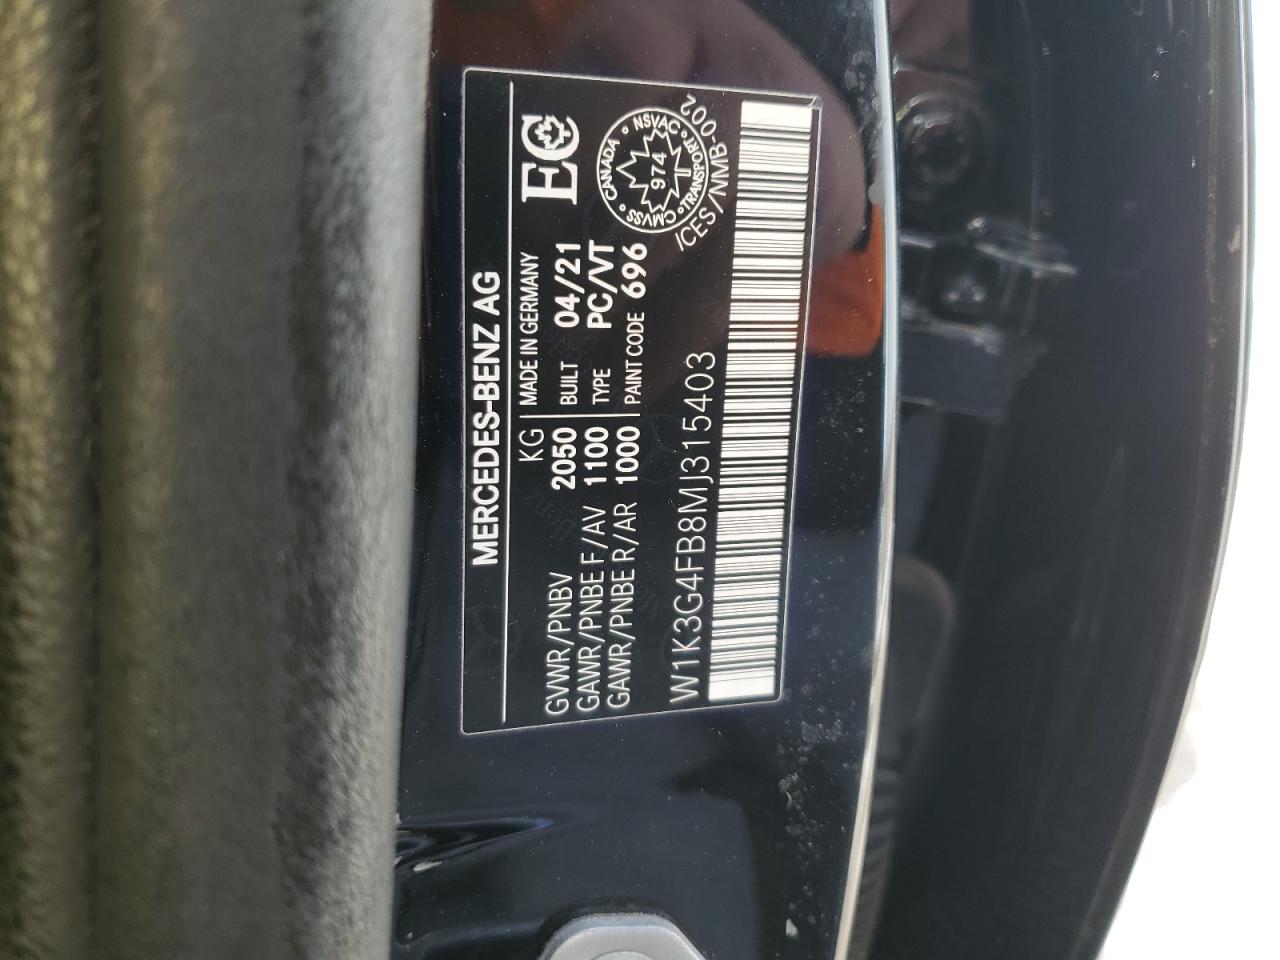 MERCEDES-BENZ AG
KG MADE IN GERMANY
GVWR/PNBV 2050 BUILT 04/21
GAWR/PNBE F/AV 1100 TYPE PC/VT
GAWR/PNBE R/AR 1000 PAINT CODE 696
EC
CANADA · NSVAC · TRANSPORT · CMVSS ·
974
ICES/NMB-002
W1K3G4FB8MJ315403